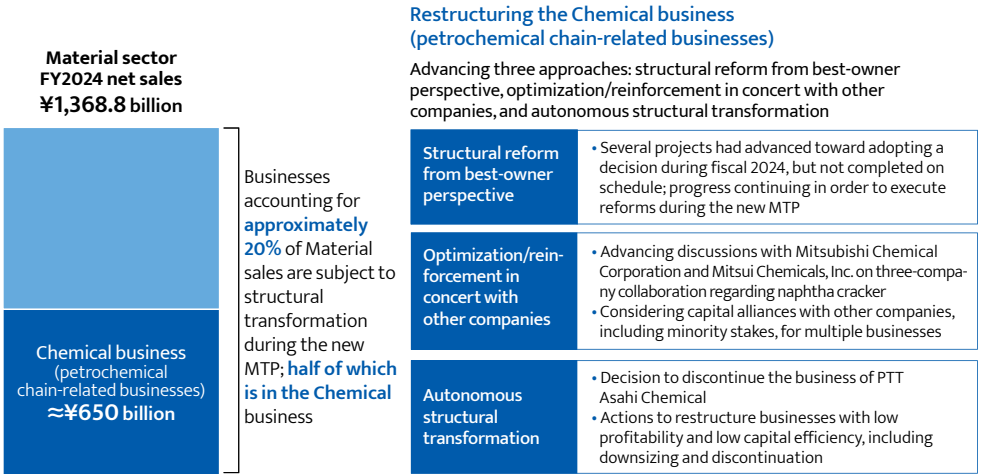 Material sector
FY2024 net sales
¥1,368.8 billion
Chemical business
(petrochemical
chain-related businesses)
≈¥650 billion
Businesses
accounting for
approximately
20% of Material
sales are subject to
structural
transformation
during the new
MTP; half of which
is in the Chemical
business
Restructuring the Chemical business
(petrochemical chain-related businesses)
Advancing three approaches: structural reform from best-owner
perspective, optimization/reinforcement in concert with other
companies, and autonomous structural transformation
Structural reform
from best-owner
perspective
• Several projects had advanced toward adopting a
decision during fiscal 2024, but not completed on
schedule; progress continuing in order to execute
reforms during the new MTP
Optimization/rein-
forcement in
concert with
other companies
• Advancing discussions with Mitsubishi Chemical
Corporation and Mitsui Chemicals, Inc. on three-compa-
ny collaboration regarding naphtha cracker
• Considering capital alliances with other companies,
including minority stakes, for multiple businesses
Autonomous
structural
transformation
• Decision to discontinue the business of PTT
Asahi Chemical
• Actions to restructure businesses with low
profitability and low capital efficiency, including
downsizing and discontinuation